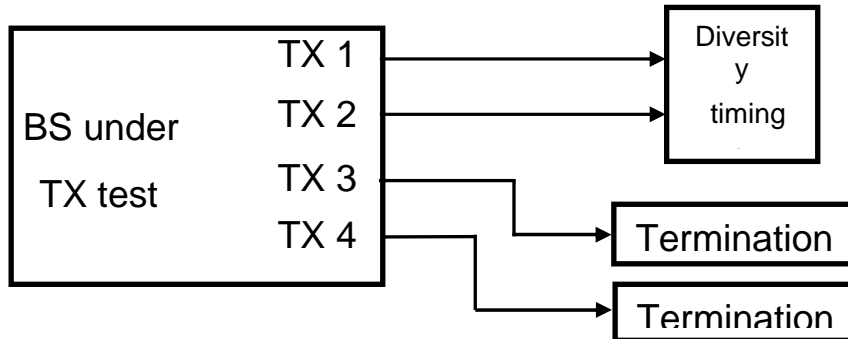 TX 1
TX 2
BS under
TX test
TX 3
TX 4
Diversit
y
timing
Termination
Termination